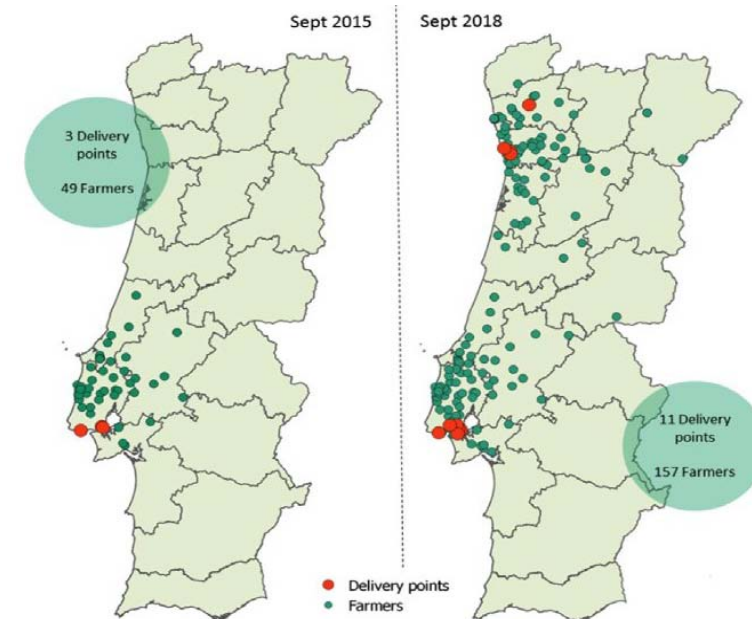 Sept 2015
Sept 2018
3 Delivery
points
49 Farmers
11 Delivery
points
157 Farmers
Delivery points
Farmers